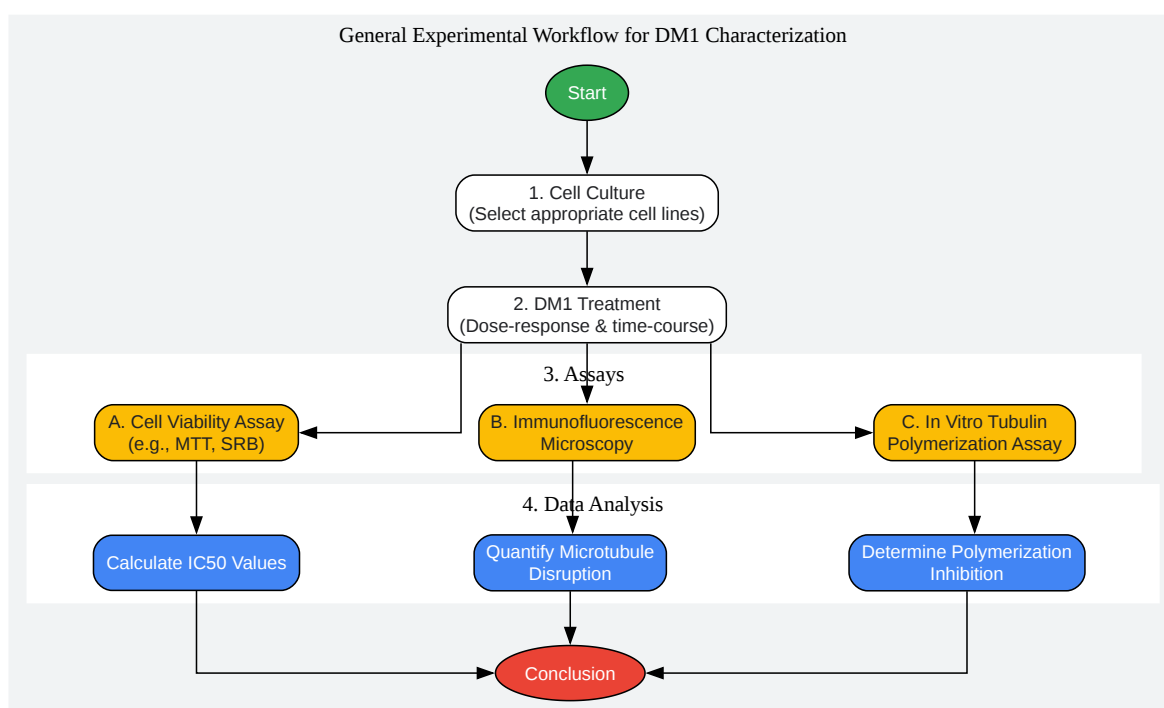 General Experimental Workflow for DM1 Characterization
Start
1. Cell Culture
(Select appropriate cell lines)
2. DM1 Treatment
(Dose-response & time-course)
3. Assays
A. Cell Viability Assay
(e.g., MTT, SRB)
B. Immunofluorescence
Microscopy
C. In Vitro Tubulin
Polymerization Assay
4. Data Analysis
Calculate IC50 Values
Quantify Microtubule
Disruption
Determine Polymerization
Inhibition
Conclusion